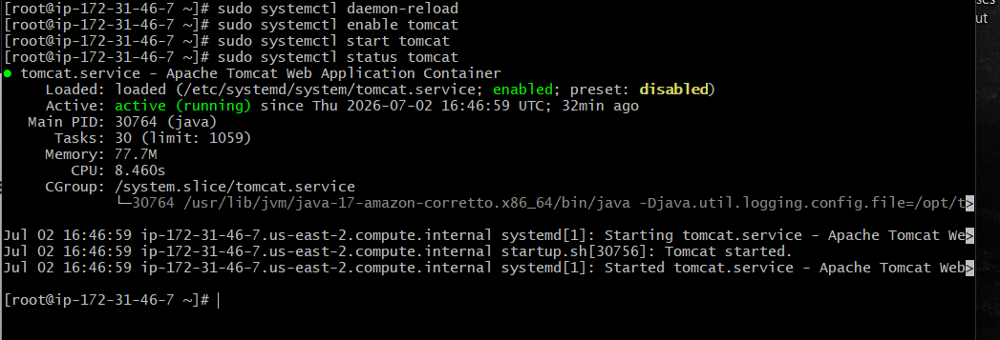 [root@ip-172-31-46-7 ~]# sudo systemctl daemon-reload
[root@ip-172-31-46-7 ~]# sudo systemctl enable tomcat
[root@ip-172-31-46-7 ~]# sudo systemctl start tomcat
[root@ip-172-31-46-7 ~]# sudo systemctl status tomcat
● tomcat.service - Apache Tomcat Web Application Container
     Loaded: loaded (/etc/systemd/system/tomcat.service; enabled; preset: disabled)
     Active: active (running) since Thu 2026-07-02 16:46:59 UTC; 32min ago
   Main PID: 30764 (java)
      Tasks: 30 (limit: 1059)
     Memory: 77.7M
        CPU: 8.460s
     CGroup: /system.slice/tomcat.service
             └─30764 /usr/lib/jvm/java-17-amazon-corretto.x86_64/bin/java -Djava.util.logging.config.file=/opt/t>

Jul 02 16:46:59 ip-172-31-46-7.us-east-2.compute.internal systemd[1]: Starting tomcat.service - Apache Tomcat We>
Jul 02 16:46:59 ip-172-31-46-7.us-east-2.compute.internal startup.sh[30756]: Tomcat started.
Jul 02 16:46:59 ip-172-31-46-7.us-east-2.compute.internal systemd[1]: Started tomcat.service - Apache Tomcat Web>

[root@ip-172-31-46-7 ~]#
ut